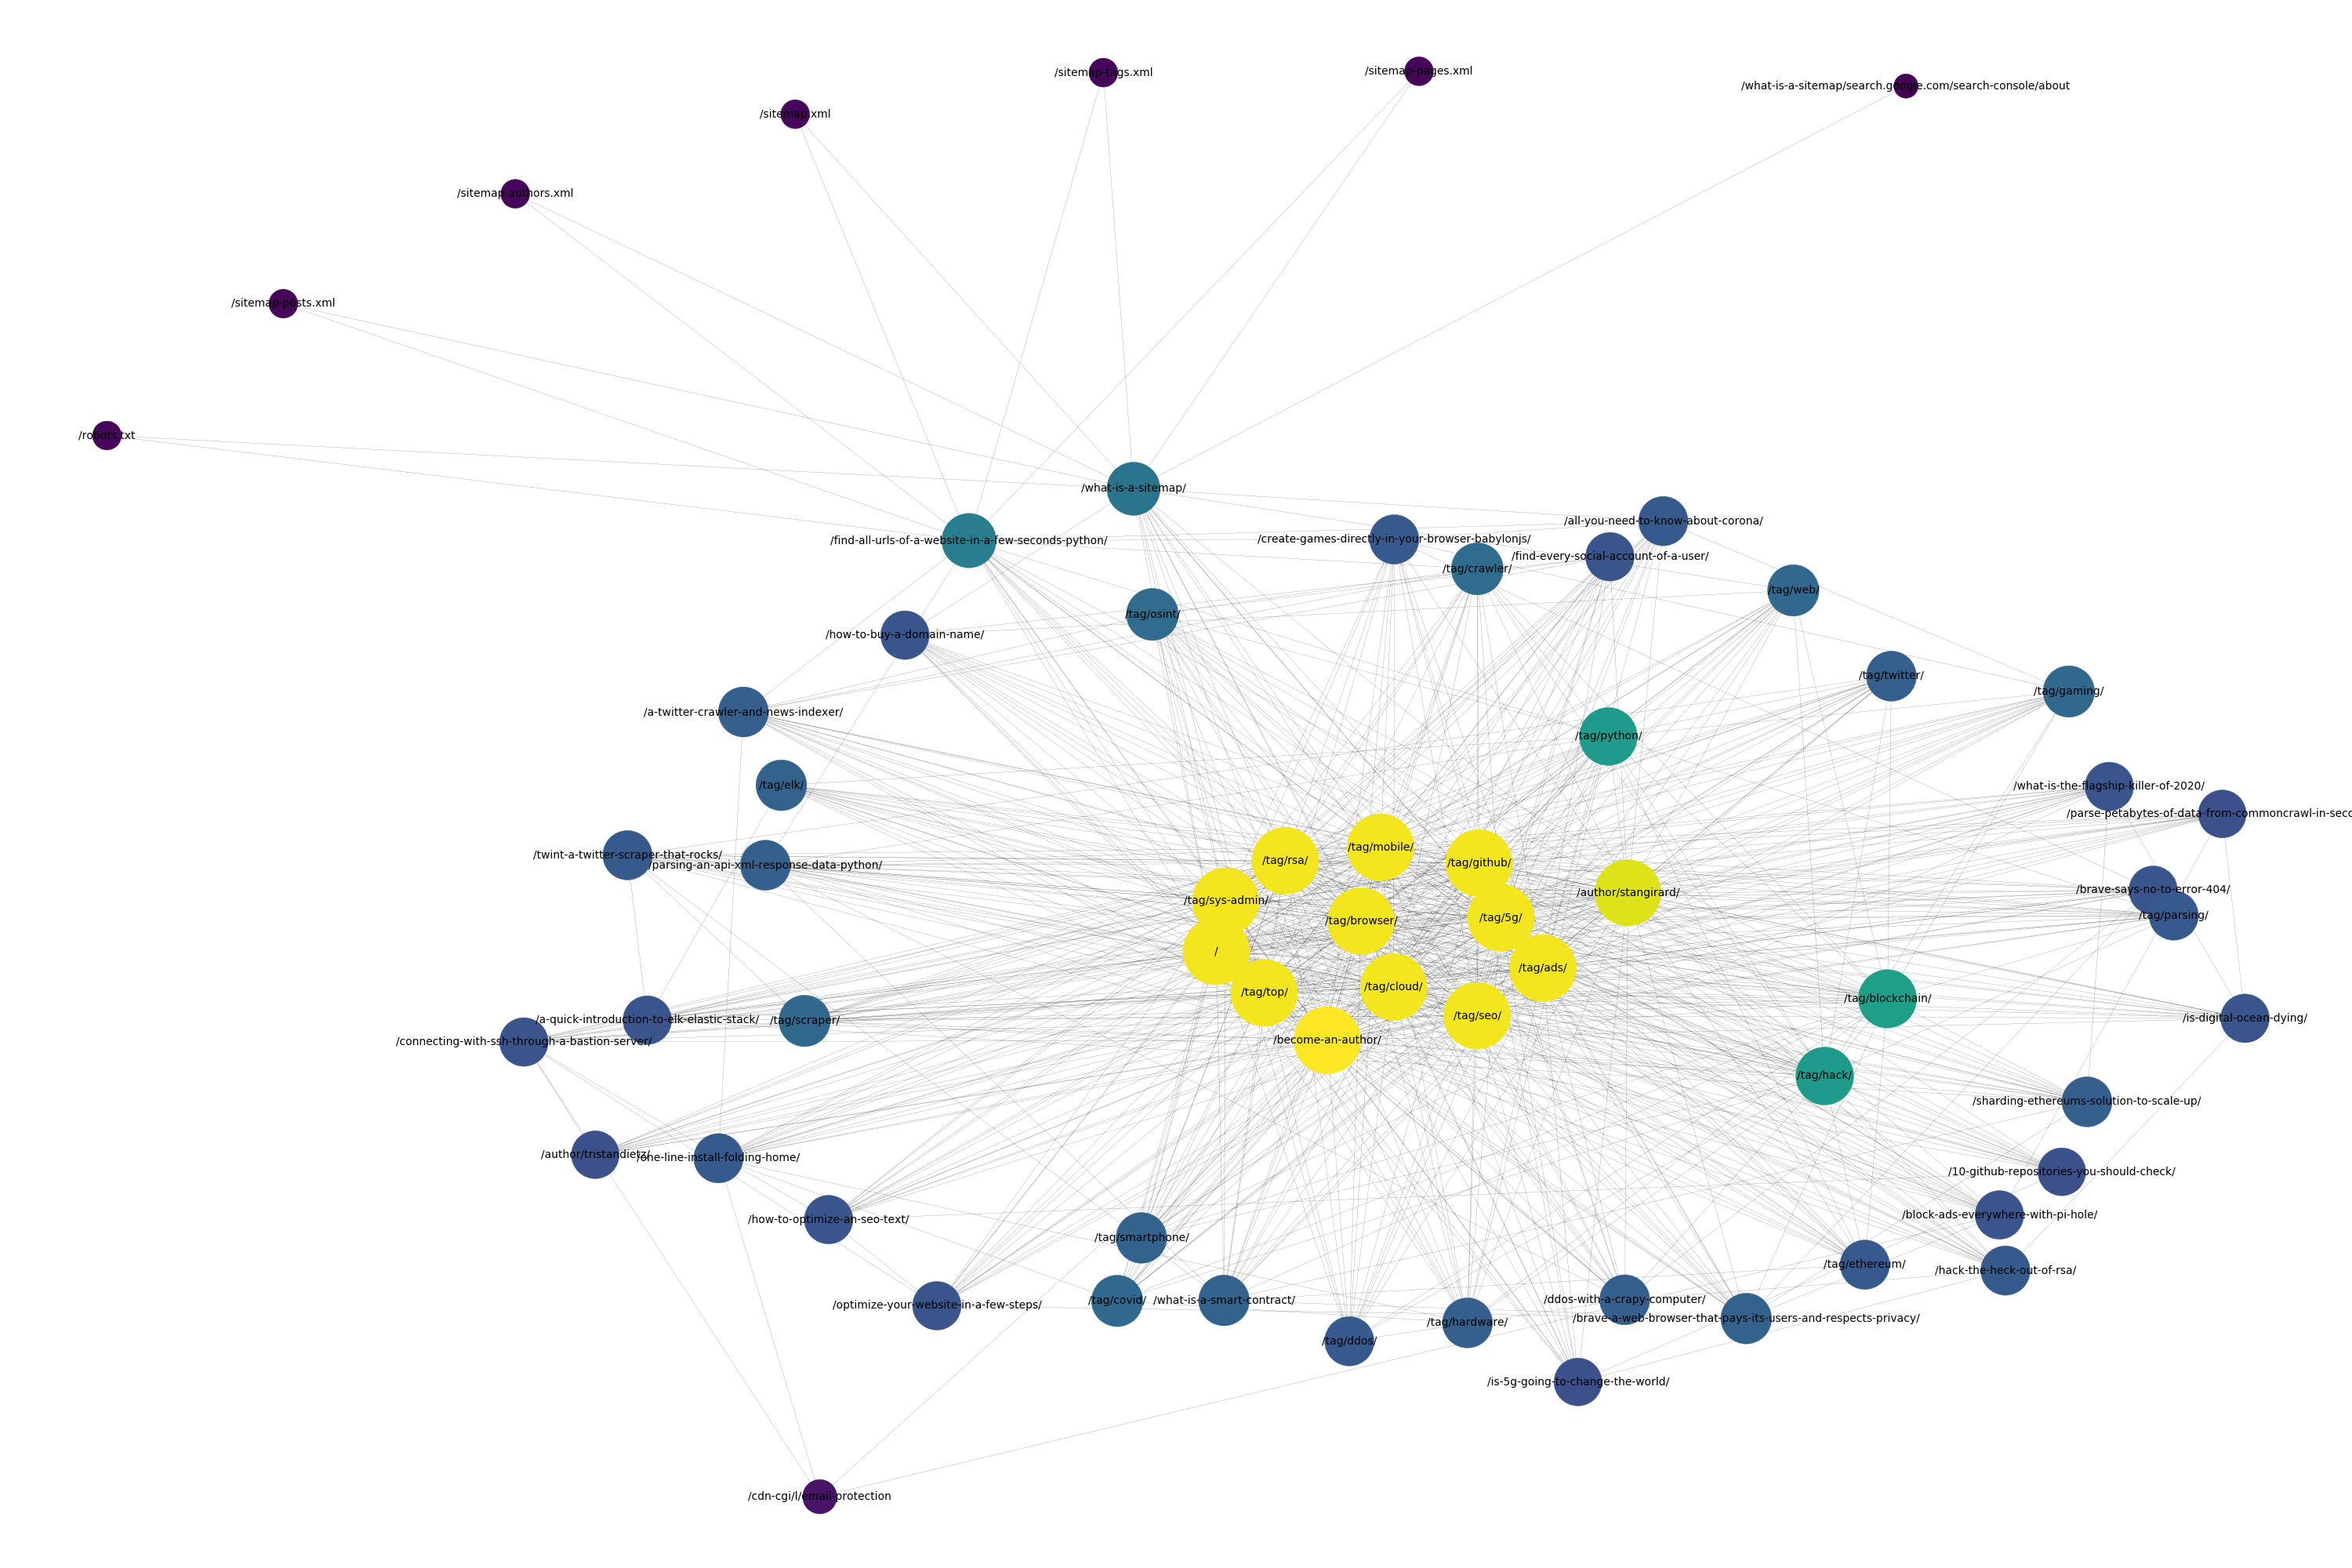 /sitemap-tags.xml
/sitemap-pages.xml
/what-is-a-sitemap/search.google.com/search-console/about
/sitemap.xml
/sitemap-authors.xml
/sitemap-posts.xml
/robots.txt
/what-is-a-sitemap/
/all-you-need-to-know-about-corona/
/find-all-urls-of-a-website-in-a-few-seconds-python/
/create-games-directly-in-your-browser-babylonjs/
/find-every-social-account-of-a-user/
/tag/crawler/
/tag/web/
/tag/osint/
/how-to-buy-a-domain-name/
/tag/twitter/
/tag/gaming/
/a-twitter-crawler-and-news-indexer/
/tag/python/
/tag/elk/
/what-is-the-flagship-killer-of-2020/
/parse-petabytes-of-data-from-commoncrawl-in-seco
/tag/mobile/
/twint-a-twitter-scraper-that-rocks/
/tag/rsa/
/tag/github/
/parsing-an-api-xml-response-data-python/
/brave-says-no-to-error-404/
/author/stangirard/
/tag/sys-admin/
/tag/parsing/
/tag/5g/
/tag/browser/
/
/tag/ads/
/tag/cloud/
/tag/top/
/tag/blockchain/
/tag/seo/
/is-digital-ocean-dying/
/a-quick-introduction-to-elk-elastic-stack/
/tag/scraper/
/become-an-author/
/connecting-with-ssh-through-a-bastion-server/
/tag/hack/
/sharding-ethereums-solution-to-scale-up/
/author/tristandietz/
/one-line-install-folding-home/
/10-github-repositories-you-should-check/
/block-ads-everywhere-with-pi-hole/
/how-to-optimize-an-seo-text/
/tag/smartphone/
/tag/ethereum/
/hack-the-heck-out-of-rsa/
/tag/covid/
/what-is-a-smart-contract/
/ddos-with-a-crapy-computer/
/optimize-your-website-in-a-few-steps/
/brave-a-web-browser-that-pays-its-users-and-respects-privacy/
/tag/hardware/
/tag/ddos/
/is-5g-going-to-change-the-world/
/cdn-cgi/l/email-protection